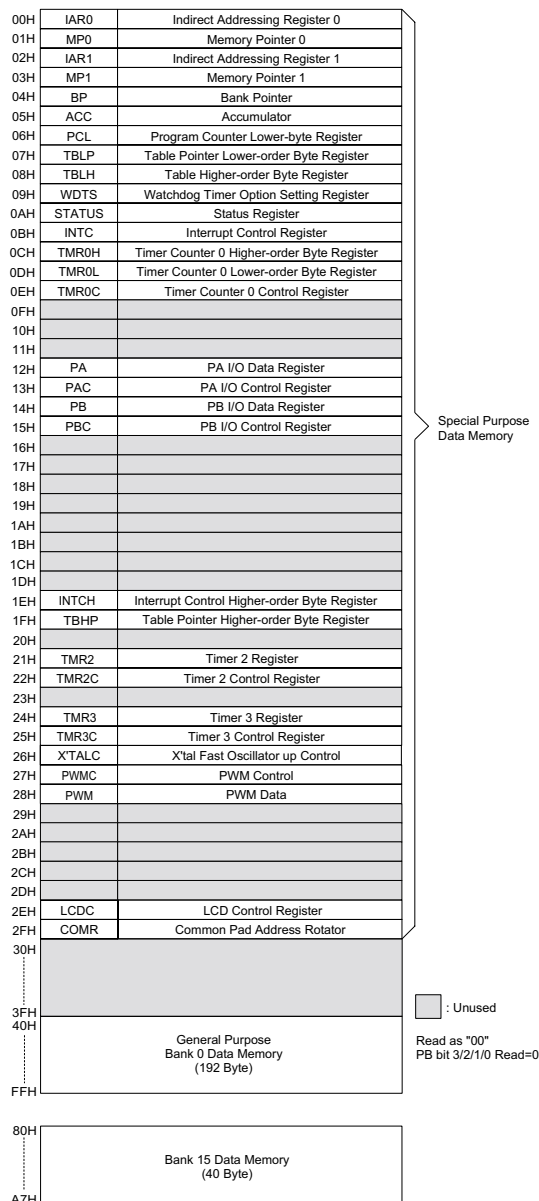 00H IAR0 Indirect Addressing Register 0
01H MP0 Memory Pointer 0
02H IAR1 Indirect Addressing Register 1
03H MP1 Memory Pointer 1
04H BP Bank Pointer
05H ACC Accumulator
06H PCL Program Counter Lower-byte Register
07H TBLP Table Pointer Lower-order Byte Register
08H TBLH Table Higher-order Byte Register
09H WDTS Watchdog Timer Option Setting Register
0AH STATUS Status Register
0BH INTC Interrupt Control Register
0CH TMR0H Timer Counter 0 Higher-order Byte Register
0DH TMR0L Timer Counter 0 Lower-order Byte Register
0EH TMR0C Timer Counter 0 Control Register
0FH
10H
11H
12H PA PA I/O Data Register
13H PAC PA I/O Control Register
14H PB PB I/O Data Register
15H PBC PB I/O Control Register
Special Purpose
Data Memory
16H
17H
18H
19H
1AH
1BH
1CH
1DH
1EH INTCH Interrupt Control Higher-order Byte Register
1FH TBHP Table Pointer Higher-order Byte Register
20H
21H TMR2 Timer 2 Register
22H TMR2C Timer 2 Control Register
23H
24H TMR3 Timer 3 Register
25H TMR3C Timer 3 Control Register
26H X'TALC X'tal Fast Oscillator up Control
27H PWMC PWM Control
28H PWM PWM Data
29H
2AH
2BH
2CH
2DH
2EH LCDC LCD Control Register
2FH COMR Common Pad Address Rotator
30H
3FH
: Unused
40H
General Purpose
Bank 0 Data Memory
(192 Byte)
Read as "00"
PB bit 3/2/1/0 Read=0
FFH
80H
Bank 15 Data Memory
(40 Byte)
A7H